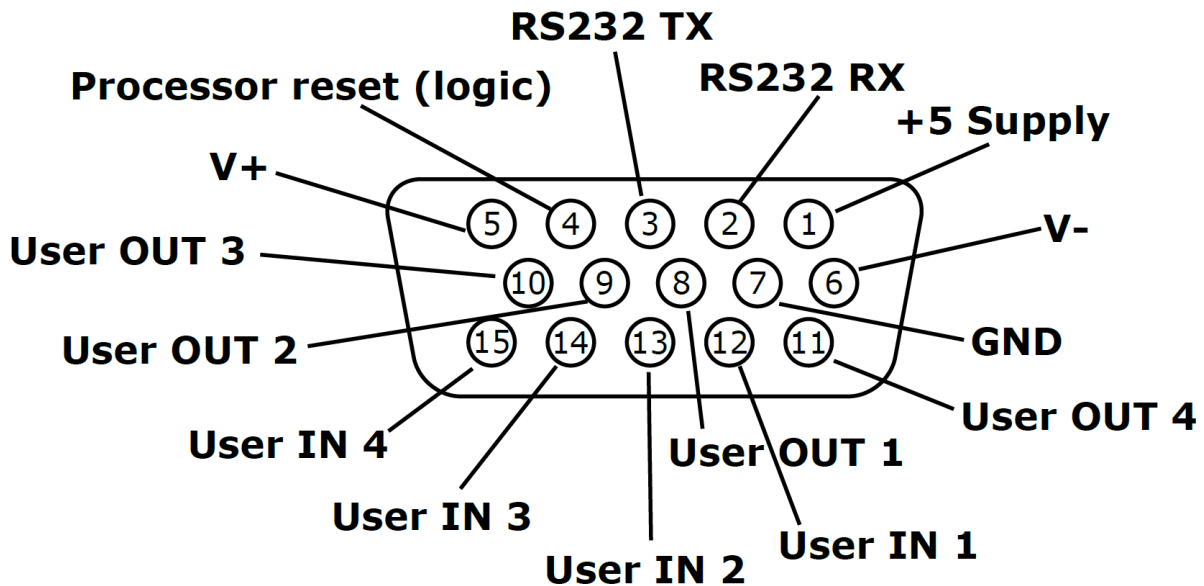 RS232 TX
RS232 RX
Processor reset (logic)
+5 Supply
V+
5 4 3 2 1
V-
User OUT 3
10 9 8 7 6
User OUT 2
15 14 13 12 11
GND
User OUT 4
User IN 4
User OUT 1
User IN 3
User IN 1
User IN 2